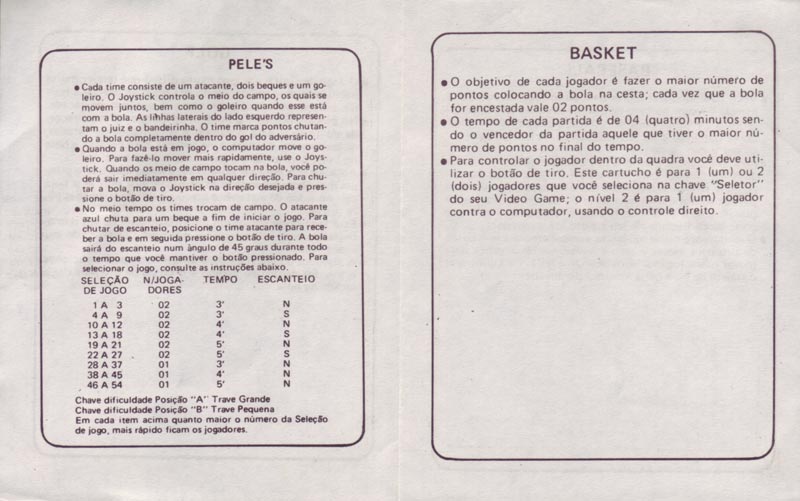 PELE'S
• Cada time consiste de um atacante, dois beques e um go-
leiro. O Joystick controla o meio do campo, os quais se
movem juntos, bem como o goleiro quando esse está
com a bola. As linhas laterais do lado esquerdo represen-
tam o juiz e o bandeirinha. O time marca pontos chutan-
do a bola completamente dentro do gol do adversário.
• Quando a bola está em jogo, o computador move o go-
leiro. Para fazê-lo mover mais rapidamente, use o Joys-
tick. Quando os meio de campo tocam na bola, você po-
derá sair imediatamente em qualquer direção. Para chu-
tar a bola, mova o Joystick na direção desejada e pres-
sione o botão de tiro.
• No meio tempo os times trocam de campo. O atacante
azul chuta para um beque a fim de iniciar o jogo. Para
chutar de escanteio, posicione o time atacante para rece-
ber a bola e em seguida pressione o botão de tiro. A bola
sairá do escanteio num ângulo de 45 graus durante todo
o tempo que você mantiver o botão pressionado. Para
selecionar o jogo, consulte as instruções abaixo.
SELEÇÃO N/JOGA- TEMPO ESCANTEIO
DE JOGO DORES
1 A 3 02 3' N
4 A 9 02 3' S
10 A 12 02 4' N
13 A 18 02 4' S
19 A 21 02 5' N
22 A 27 02 5' S
28 A 37 01 3' N
38 A 45 01 4' N
46 A 54 01 5' N
Chave dificuldade Posição "A" Trave Grande
Chave dificuldade Posição "B" Trave Pequena
Em cada item acima quanto maior o número da Seleção
de jogo, mais rápido ficam os jogadores.
BASKET
• O objetivo de cada jogador é fazer o maior número de
pontos colocando a bola na cesta; cada vez que a bola
for encestada vale 02 pontos.
• O tempo de cada partida é de 04 (quatro) minutos sen-
do o vencedor da partida aquele que tiver o maior nú-
mero de pontos no final do tempo.
• Para controlar o jogador dentro da quadra você deve uti-
lizar o botão de tiro. Este cartucho é para 1 (um) ou 2
(dois) jogadores que você seleciona na chave "Seletor"
do seu Video Game; o nível 2 é para 1 (um) jogador
contra o computador, usando o controle direito.